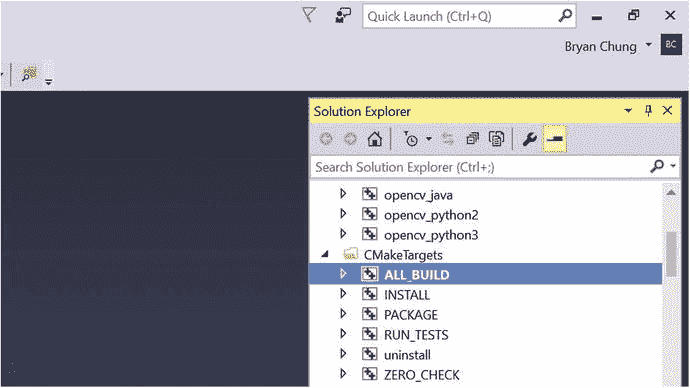 Quick Launch (Ctrl+Q)
Bryan Chung
BC
Solution Explorer
Search Solution Explorer (Ctrl+;)
opencv_java
opencv_python2
opencv_python3
CMakeTargets
ALL_BUILD
INSTALL
PACKAGE
RUN_TESTS
uninstall
ZERO_CHECK